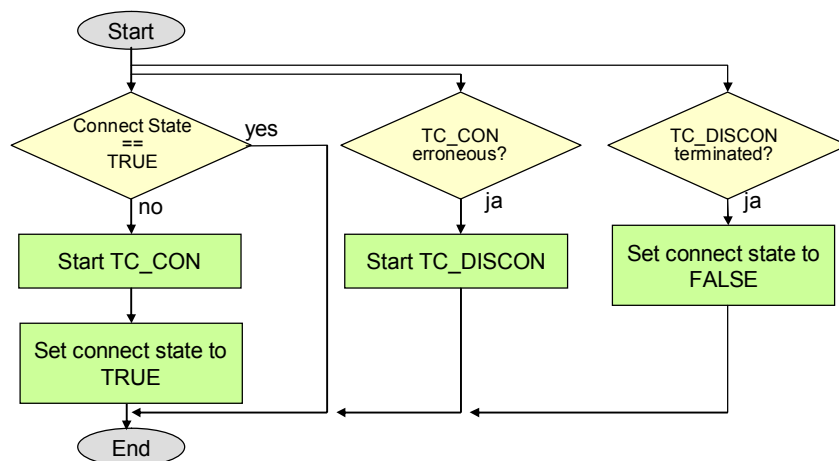 Start
Connect State
==
TRUE
yes
no
TC_CON
erroneous?
ja
TC_DISCON
terminated?
ja
Start TC_CON
Start TC_DISCON
Set connect state to
FALSE
Set connect state to
TRUE
End